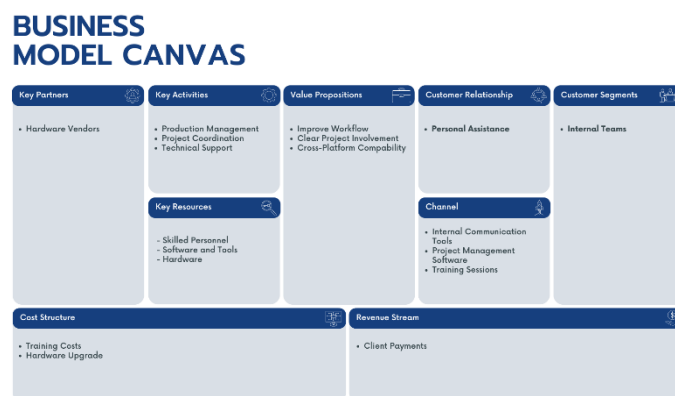 BUSINESS
MODEL CANVAS
Key Partners
• Hardware Vendors
Key Activities
• Production Management
• Project Coordination
• Technical Support
Key Resources
- Skilled Personnel
- Software and Tools
- Hardware
Value Propositions
• Improve Workflow
• Clear Project Involvement
• Cross-Platform Compability
Customer Relationship
• Personal Assistance
Channel
• Internal Communication
Tools
• Project Management
Software
• Training Sessions
Customer Segments
• Internal Teams
Cost Structure
• Training Costs
• Hardware Upgrade
Revenue Stream
• Client Payments